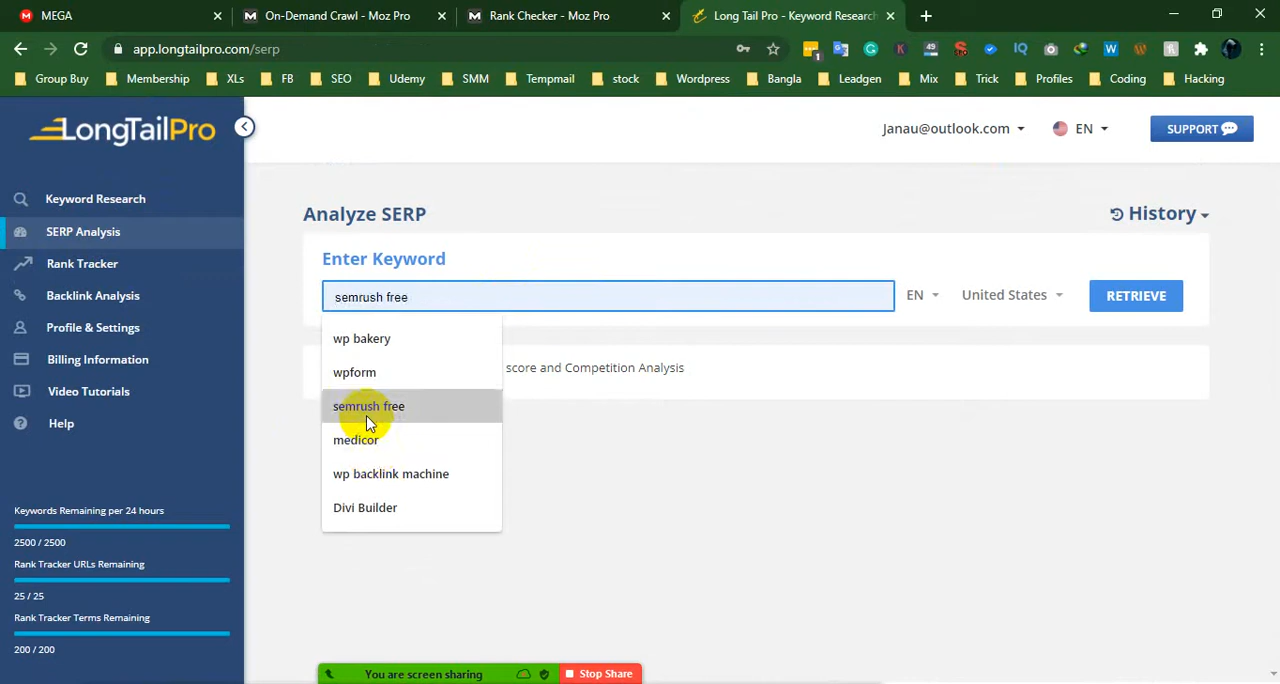 MEGA
On-Demand Crawl - Moz Pro
Rank Checker - Moz Pro
Long Tail Pro - Keyword Research
app.longtailpro.com/serp
Group Buy
Membership
XLs
FB
SEO
Udemy
SMM
Tempmail
stock
Wordpress
Bangla
Leadgen
Mix
Trick
Profiles
Coding
Hacking
LONGTAILPRO
Janau@outlook.com
EN
SUPPORT
Keyword Research
SERP Analysis
Rank Tracker
Backlink Analysis
Profile & Settings
Billing Information
Video Tutorials
Help
Keywords Remaining per 24 hours
2500 / 2500
Rank Tracker URLs Remaining
25 / 25
Rank Tracker Terms Remaining
200 / 200
Analyze SERP
History
Enter Keyword
semrush free
EN
United States
RETRIEVE
wp bakery
wpform
semrush free
medicor
wp backlink machine
Divi Builder
score and Competition Analysis
You are screen sharing
Stop Share